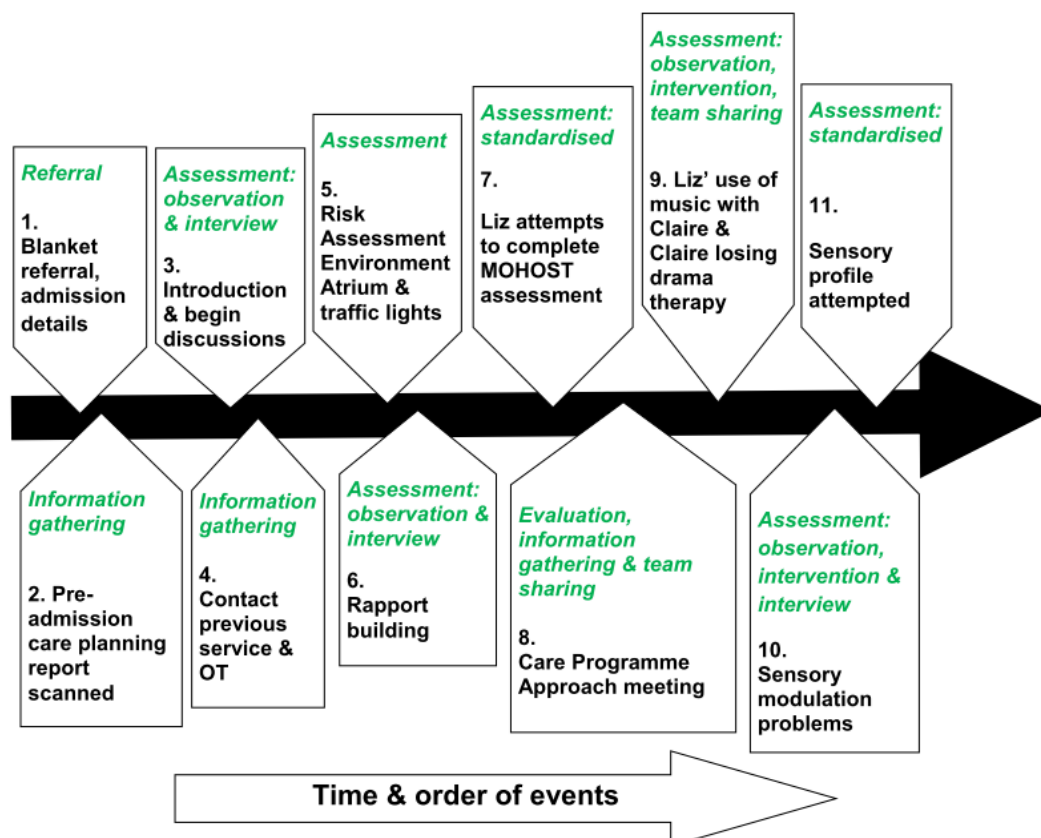 Referral
1.
Blanket
referral,
admission
details
Information
gathering
2. Pre-
admission
care planning
report
scanned
Assessment:
observation
& interview
3.
Introduction
& begin
discussions
Information
gathering
4.
Contact
previous
service &
OT
Assessment
5.
Risk
Assessment
Environment
Atrium &
traffic lights
Assessment:
observation &
interview
6.
Rapport
building
Assessment:
standardised
7.
Liz attempts
to complete
MOHOST
assessment
Evaluation,
information
gathering & team
sharing
8.
Care Programme
Approach meeting
Assessment:
observation,
intervention,
team sharing
9. Liz' use of
music with
Claire &
Claire losing
drama
therapy
Assessment:
observation,
intervention &
interview
10.
Sensory
modulation
problems
Assessment:
standardised
11.
Sensory
profile
attempted
Time & order of events